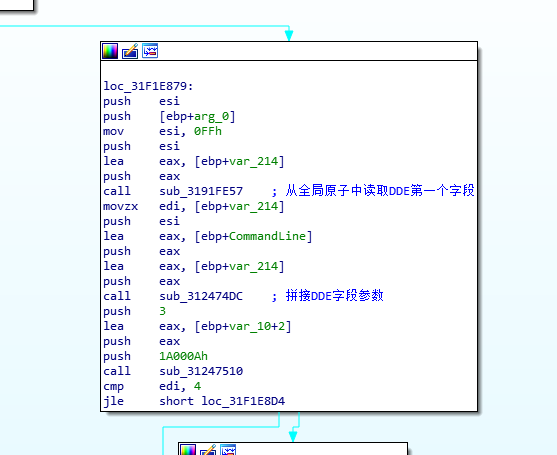 loc_31F1E879:
push esi
push [ebp+arg_0]
mov esi, 0FFh
push esi
lea eax, [ebp+var_214]
push eax
call sub_3191FE57 ; 从全局原子中读取DDE第一个字段
movzx edi, [ebp+var_214]
push esi
lea eax, [ebp+CommandLine]
push eax
lea eax, [ebp+var_214]
push eax
call sub_312474DC ; 拼接DDE字段参数
push 3
lea eax, [ebp+var_10+2]
push eax
push 1A000Ah
call sub_31247510
cmp edi, 4
jle short loc_31F1E8D4